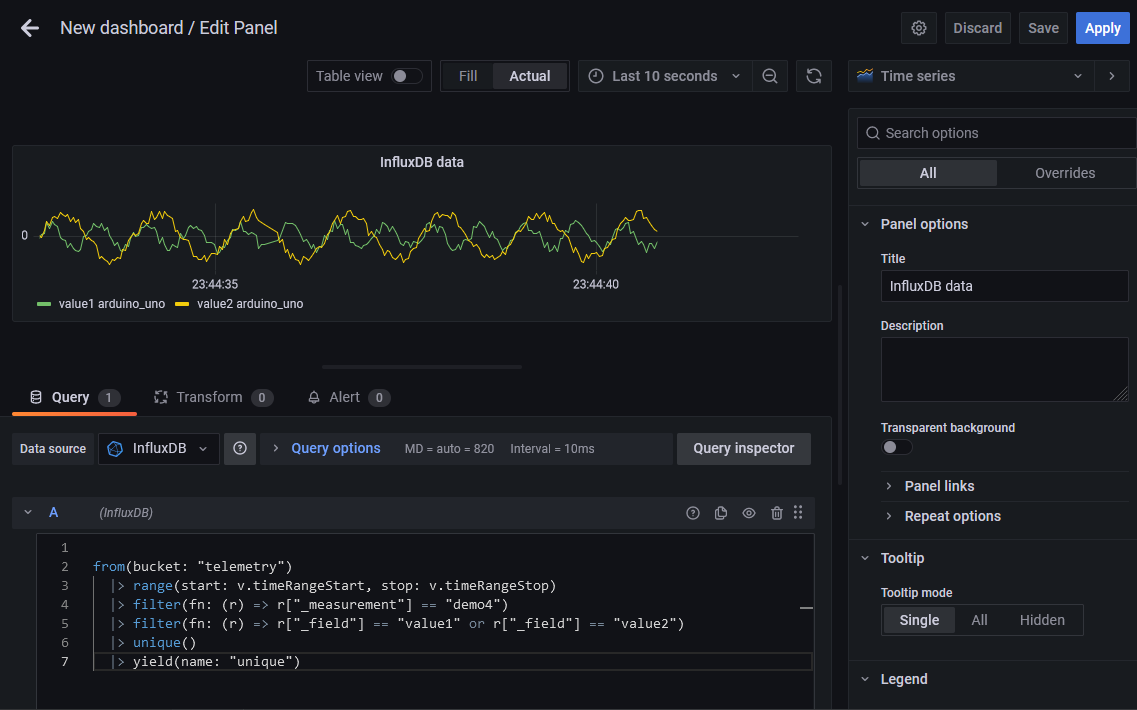 New dashboard / Edit Panel
Discard
Save
Apply
Table view
Fill
Actual
Last 10 seconds
Time series
Search options
All
Overrides
InfluxDB data
0
23:44:35
23:44:40
value1 arduino_uno
value2 arduino_uno
Panel options
Title
InfluxDB data
Description
Transparent background
Panel links
Repeat options
Tooltip
Tooltip mode
Single
All
Hidden
Legend
Query 1
Transform 0
Alert 0
Data source
InfluxDB
Query options
MD = auto = 820
Interval = 10ms
Query inspector
A
(InfluxDB)
1
2 from(bucket: "telemetry")
3 |> range(start: v.timeRangeStart, stop: v.timeRangeStop)
4 |> filter(fn: (r) => r["_measurement"] == "demo4")
5 |> filter(fn: (r) => r["_field"] == "value1" or r["_field"] == "value2")
6 |> unique()
7 |> yield(name: "unique")